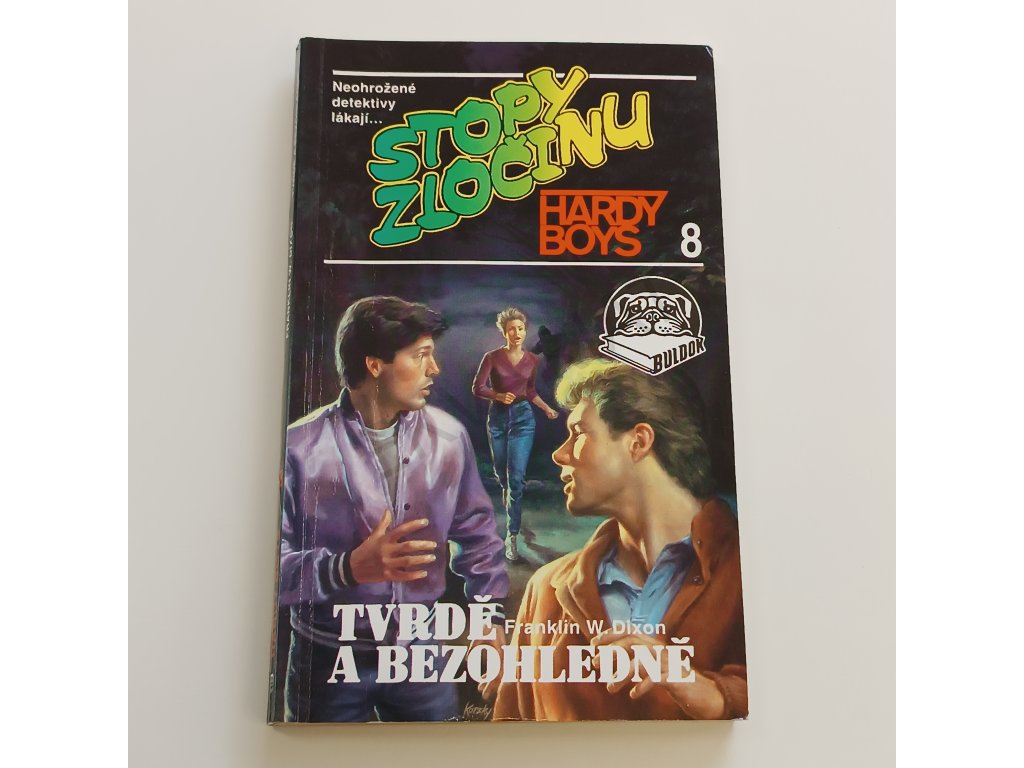 Neohrožené
detektivy
lákají...
STOPY
ZLOČINU
HARDY
BOYS
8
BULDOK
TVRDĚ
Franklin W. Dixon
A BEZOHLEDNĚ